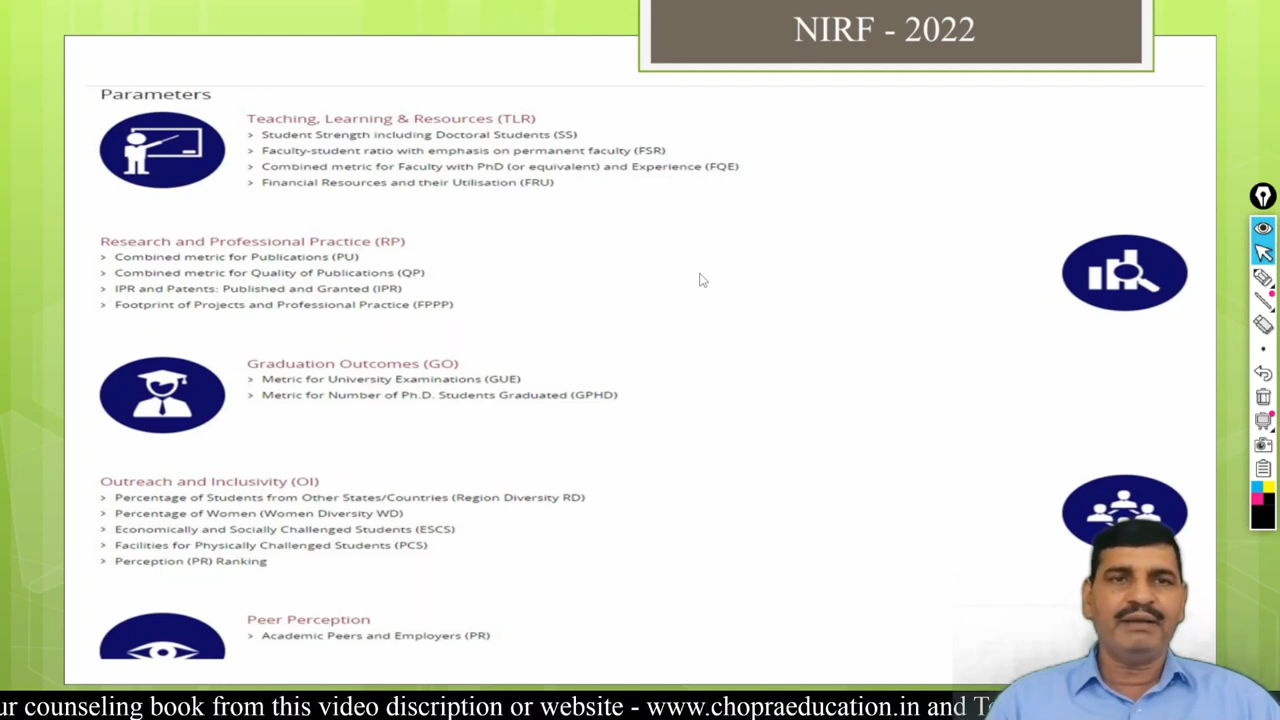 NIRF - 2022
Parameters
Teaching, Learning & Resources (TLR)
> Student Strength including Doctoral Students (SS)
> Faculty-student ratio with emphasis on permanent faculty (FSR)
> Combined metric for Faculty with PhD (or equivalent) and Experience (FQE)
> Financial Resources and their Utilisation (FRU)
Research and Professional Practice (RP)
> Combined metric for Publications (PU)
> Combined metric for Quality of Publications (QP)
> IPR and Patents: Published and Granted (IPR)
> Footprint of Projects and Professional Practice (FPPP)
Graduation Outcomes (GO)
> Metric for University Examinations (GUE)
> Metric for Number of Ph.D. Students Graduated (GPHD)
Outreach and Inclusivity (OI)
> Percentage of Students from Other States/Countries (Region Diversity RD)
> Percentage of Women (Women Diversity WD)
> Economically and Socially Challenged Students (ESCS)
> Facilities for Physically Challenged Students (PCS)
> Perception (PR) Ranking
Peer Perception
> Academic Peers and Employers (PR)
ur counseling book from this video discription or website - www.chopraeducation.in and